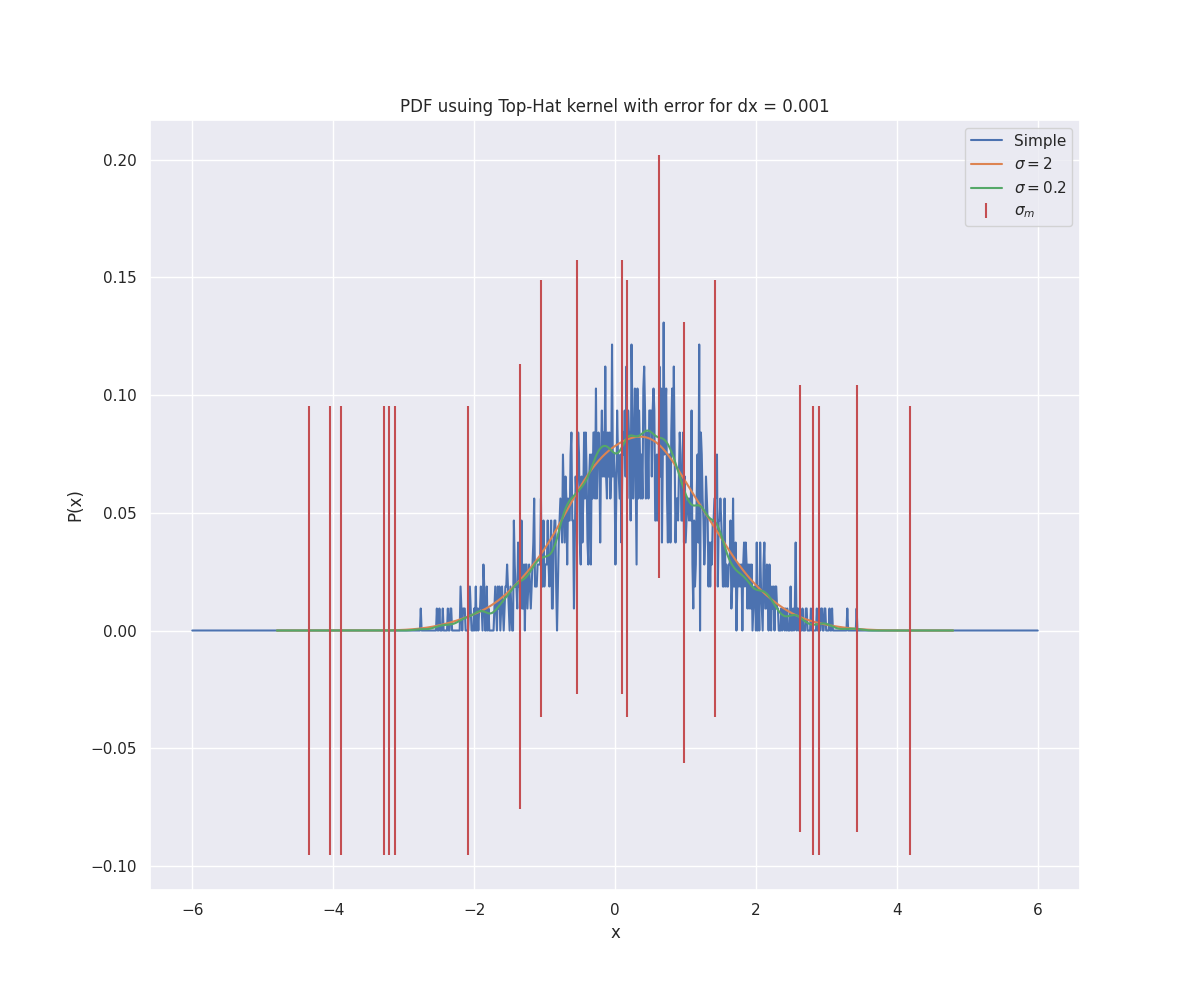 PDF usuing Top-Hat kernel with error for dx = 0.001
Simple
σ = 2
σ = 0.2
σm
0.20
0.15
0.10
0.05
0.00
−0.05
−0.10
P(x)
−6
−4
−2
0
2
4
6
x